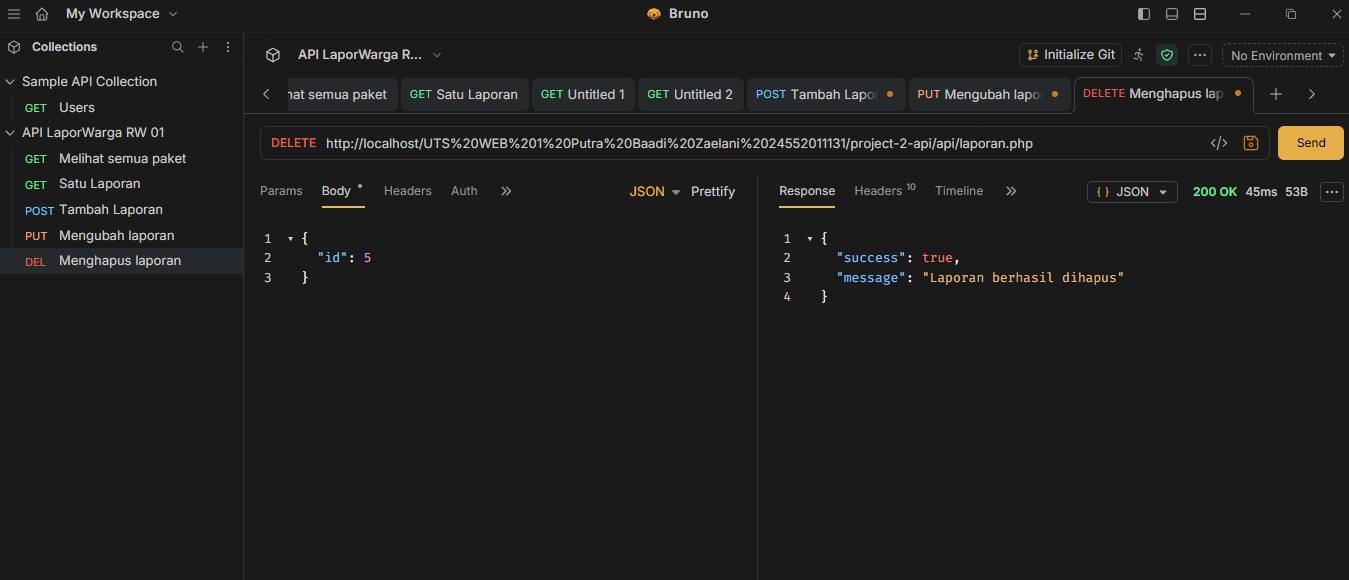 My Workspace
Bruno
Collections
API LaporWarga R...
Initialize Git
No Environment
Sample API Collection
GET Users
API LaporWarga RW 01
GET Melihat semua paket
GET Satu Laporan
POST Tambah Laporan
PUT Mengubah laporan
DEL Menghapus laporan
hat semua paket
GET Satu Laporan
GET Untitled 1
GET Untitled 2
POST Tambah Lapo
PUT Mengubah lapo
DELETE Menghapus lap
DELETE http://localhost/UTS%20WEB%201%20Putra%20Baadi%20Zaelani%2024552011131/project-2-api/api/laporan.php
Send
Params Body Headers Auth JSON Prettify
1 {
2 "id": 5
3 }
Response Headers 10 Timeline { } JSON 200 OK 45ms 53B
1 {
2 "success": true,
3 "message": "Laporan berhasil dihapus"
4 }